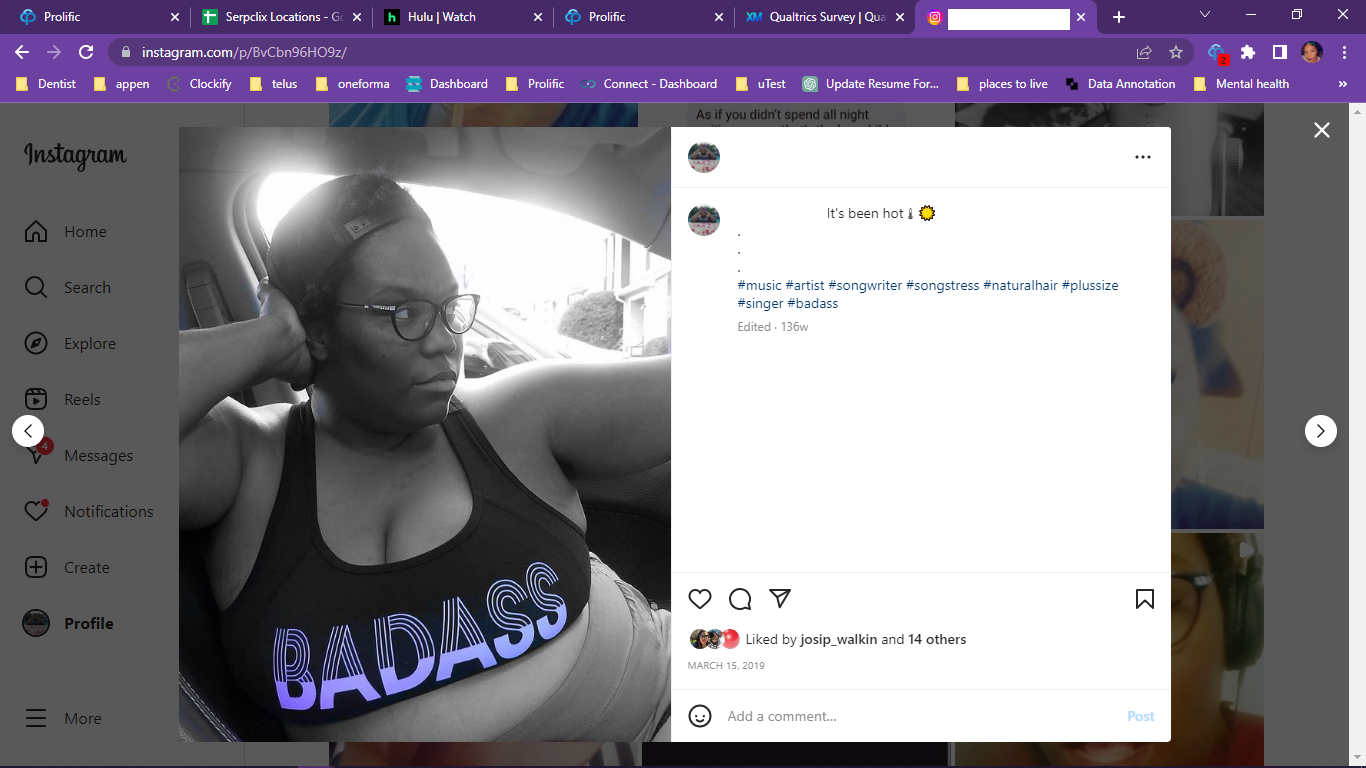 Prolific
Serpclix Locations - Go
Hulu | Watch
Prolific
Qualtrics Survey | Qua
instagram.com/p/BvCbn96HO9z/
2
Dentist
appen
Clockify
telus
oneforma
Dashboard
Prolific
Connect - Dashboard
uTest
Update Resume For...
places to live
Data Annotation
Mental health
»
As if you didn't spend all night
Instagram
Home
Search
Explore
Reels
4
Messages
Notifications
Create
Profile
More
BADASS
It's been hot
.
.
.
#music #artist #songwriter #songstress #naturalhair #plussize
#singer #badass
Edited · 136w
Liked by josip_walkin and 14 others
MARCH 15, 2019
Add a comment...
Post